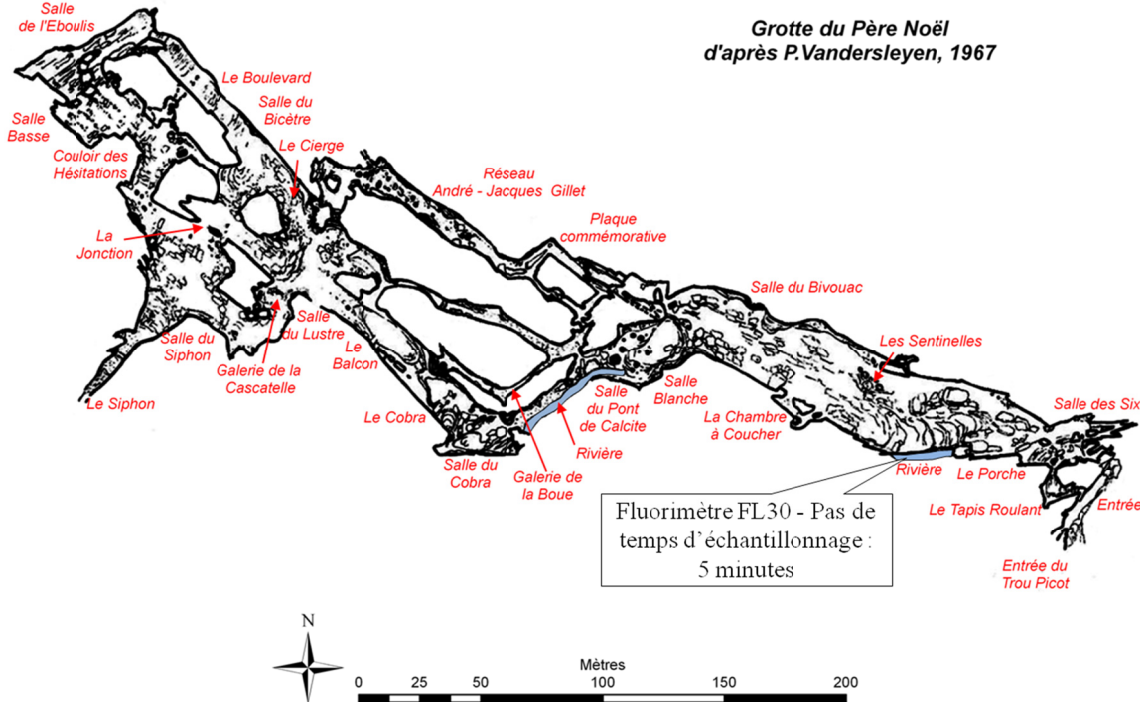 Grotte du Père Noël
d'après P.Vandersleyen, 1967
Salle
de l'Eboulis
Le Boulevard
Salle du
Bicètre
Salle
Basse
Le Cierge
Couloir des
Hésitations
Réseau
André - Jacques Gillet
Plaque
commémorative
La
Jonction
Salle du Bivouac
Salle du
Siphon
Salle
du Lustre
Les Sentinelles
Galerie de la
Cascatelle
Le
Balcon
Le Siphon
Salle
Blanche
Salle
du Pont
de Calcite
La Chambre
à Coucher
Salle des Six
Le Cobra
Rivière
Salle du
Cobra
Galerie de
la Boue
Rivière
Le Porche
Le Tapis Roulant
Entrée
Entrée du
Trou Picot
Fluorimètre FL30 - Pas de
temps d'échantillonnage :
5 minutes
N
Mètres
0 50 100 200